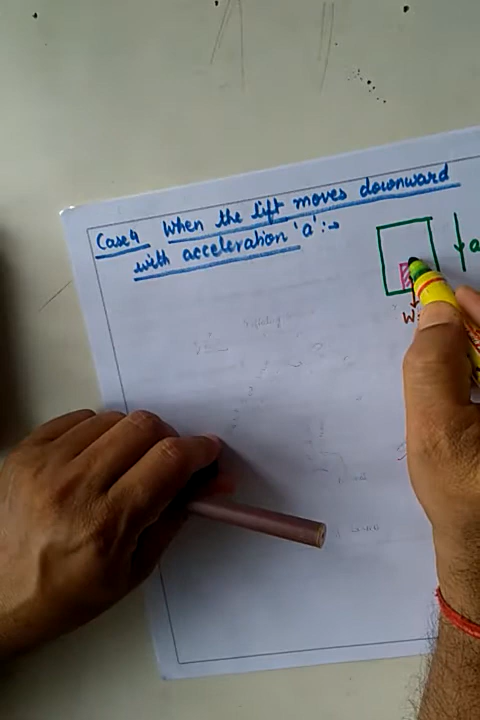 Case 4 When the lift moves downward
with acceleration 'a':→
a
W